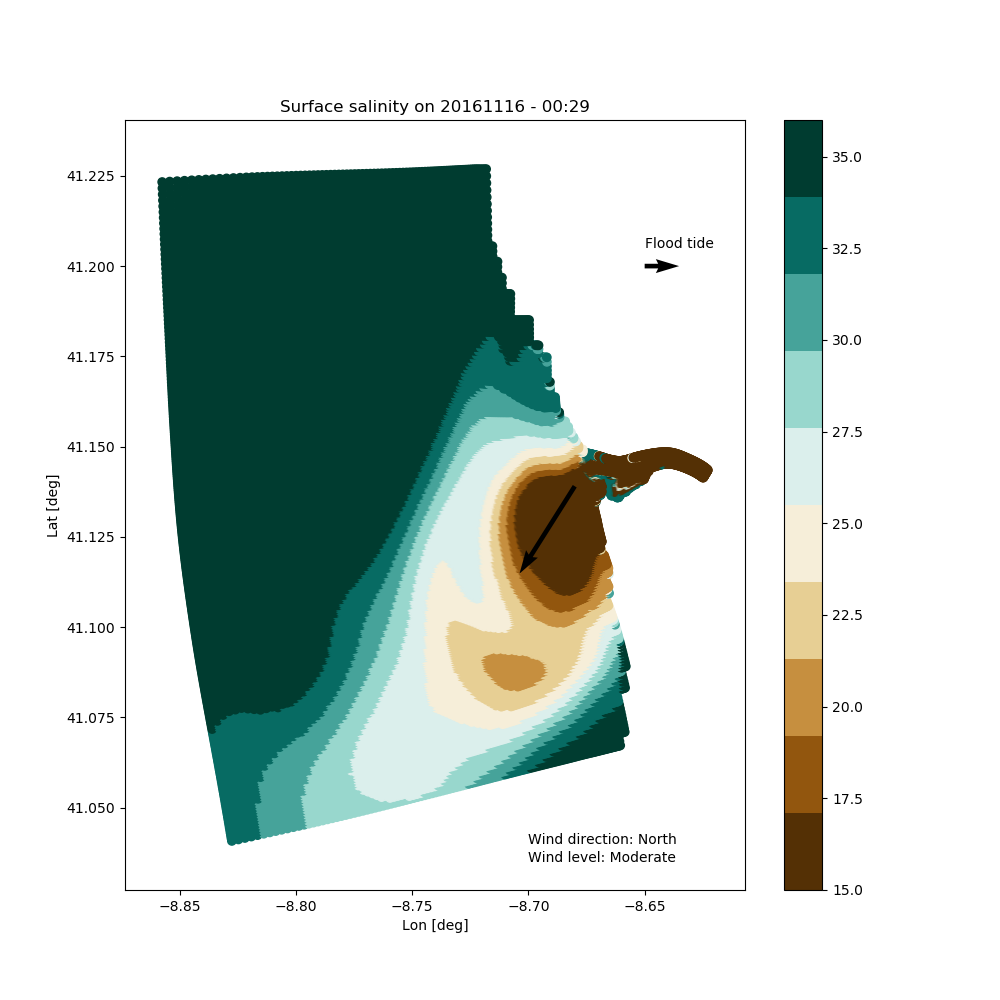 Surface salinity on 20161116 - 00:29
41.225
41.200
41.175
41.150
41.125
41.100
41.075
41.050
Lat [deg]
Flood tide
Wind direction: North
Wind level: Moderate
−8.85 −8.80 −8.75 −8.70 −8.65
Lon [deg]
35.0
32.5
30.0
27.5
25.0
22.5
20.0
17.5
15.0